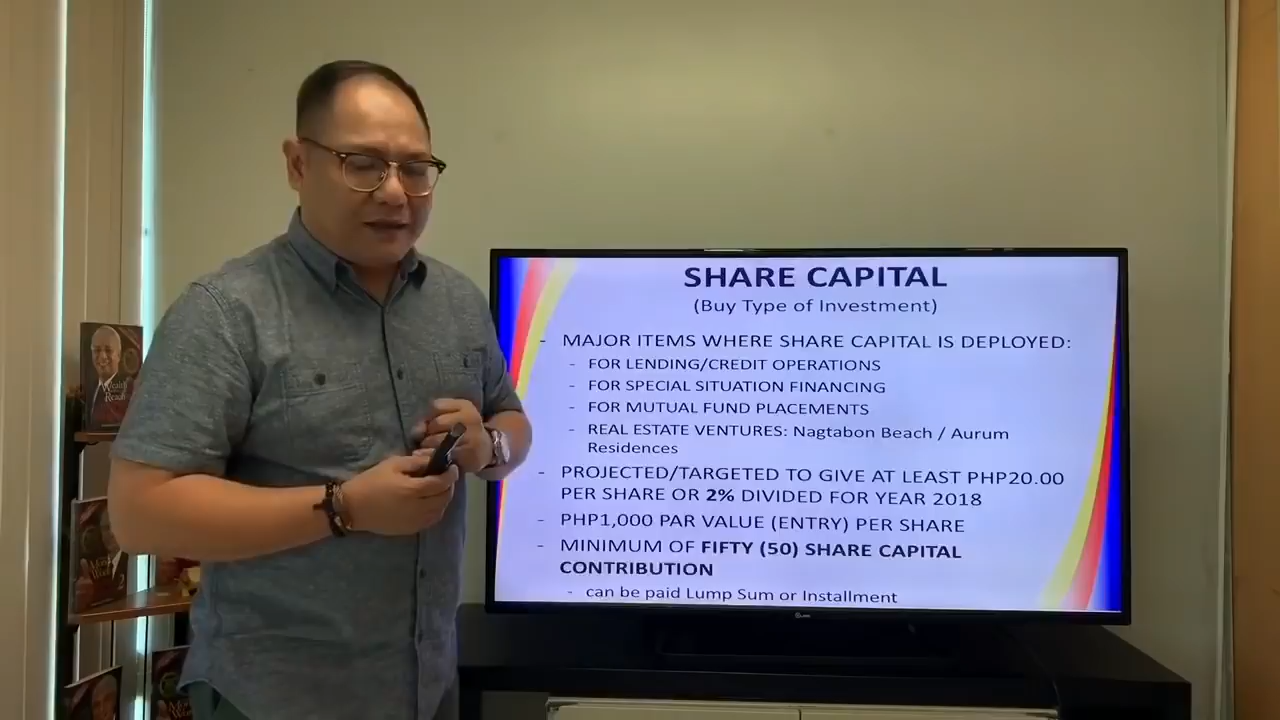 SHARE CAPITAL
(Buy Type of Investment)
- MAJOR ITEMS WHERE SHARE CAPITAL IS DEPLOYED:
- FOR LENDING/CREDIT OPERATIONS
- FOR SPECIAL SITUATION FINANCING
- FOR MUTUAL FUND PLACEMENTS
- REAL ESTATE VENTURES: Nagtabon Beach / Aurum
Residences
- PROJECTED/TARGETED TO GIVE AT LEAST PHP20.00
PER SHARE OR 2% DIVIDED FOR YEAR 2018
- PHP1,000 PAR VALUE (ENTRY) PER SHARE
- MINIMUM OF FIFTY (50) SHARE CAPITAL
CONTRIBUTION
- can be paid Lump Sum or Installment
Wealth
Reach